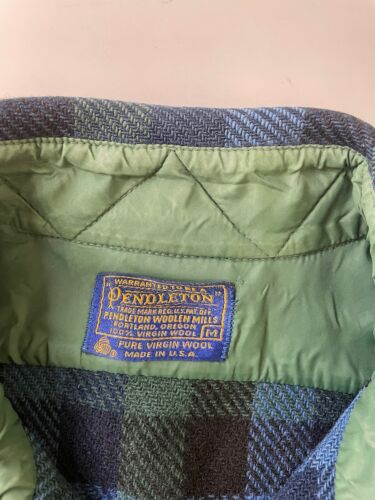 "WARRANTED TO BE A
PENDLETON"
TRADE MARK REG. U.S. PAT. OFF.
PENDLETON WOOLEN MILLS
PORTLAND, OREGON
100% VIRGIN WOOL M
PURE VIRGIN WOOL
MADE IN U.S.A.